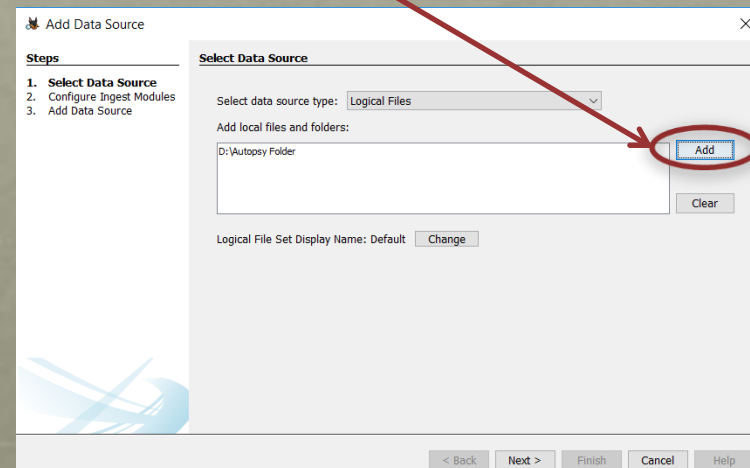 Add Data Source
Steps
1. Select Data Source
2. Configure Ingest Modules
3. Add Data Source
Select Data Source
Select data source type: Logical Files
Add local files and folders:
D:\Autopsy Folder
Add
Clear
Logical File Set Display Name: Default Change
< Back Next > Finish Cancel Help